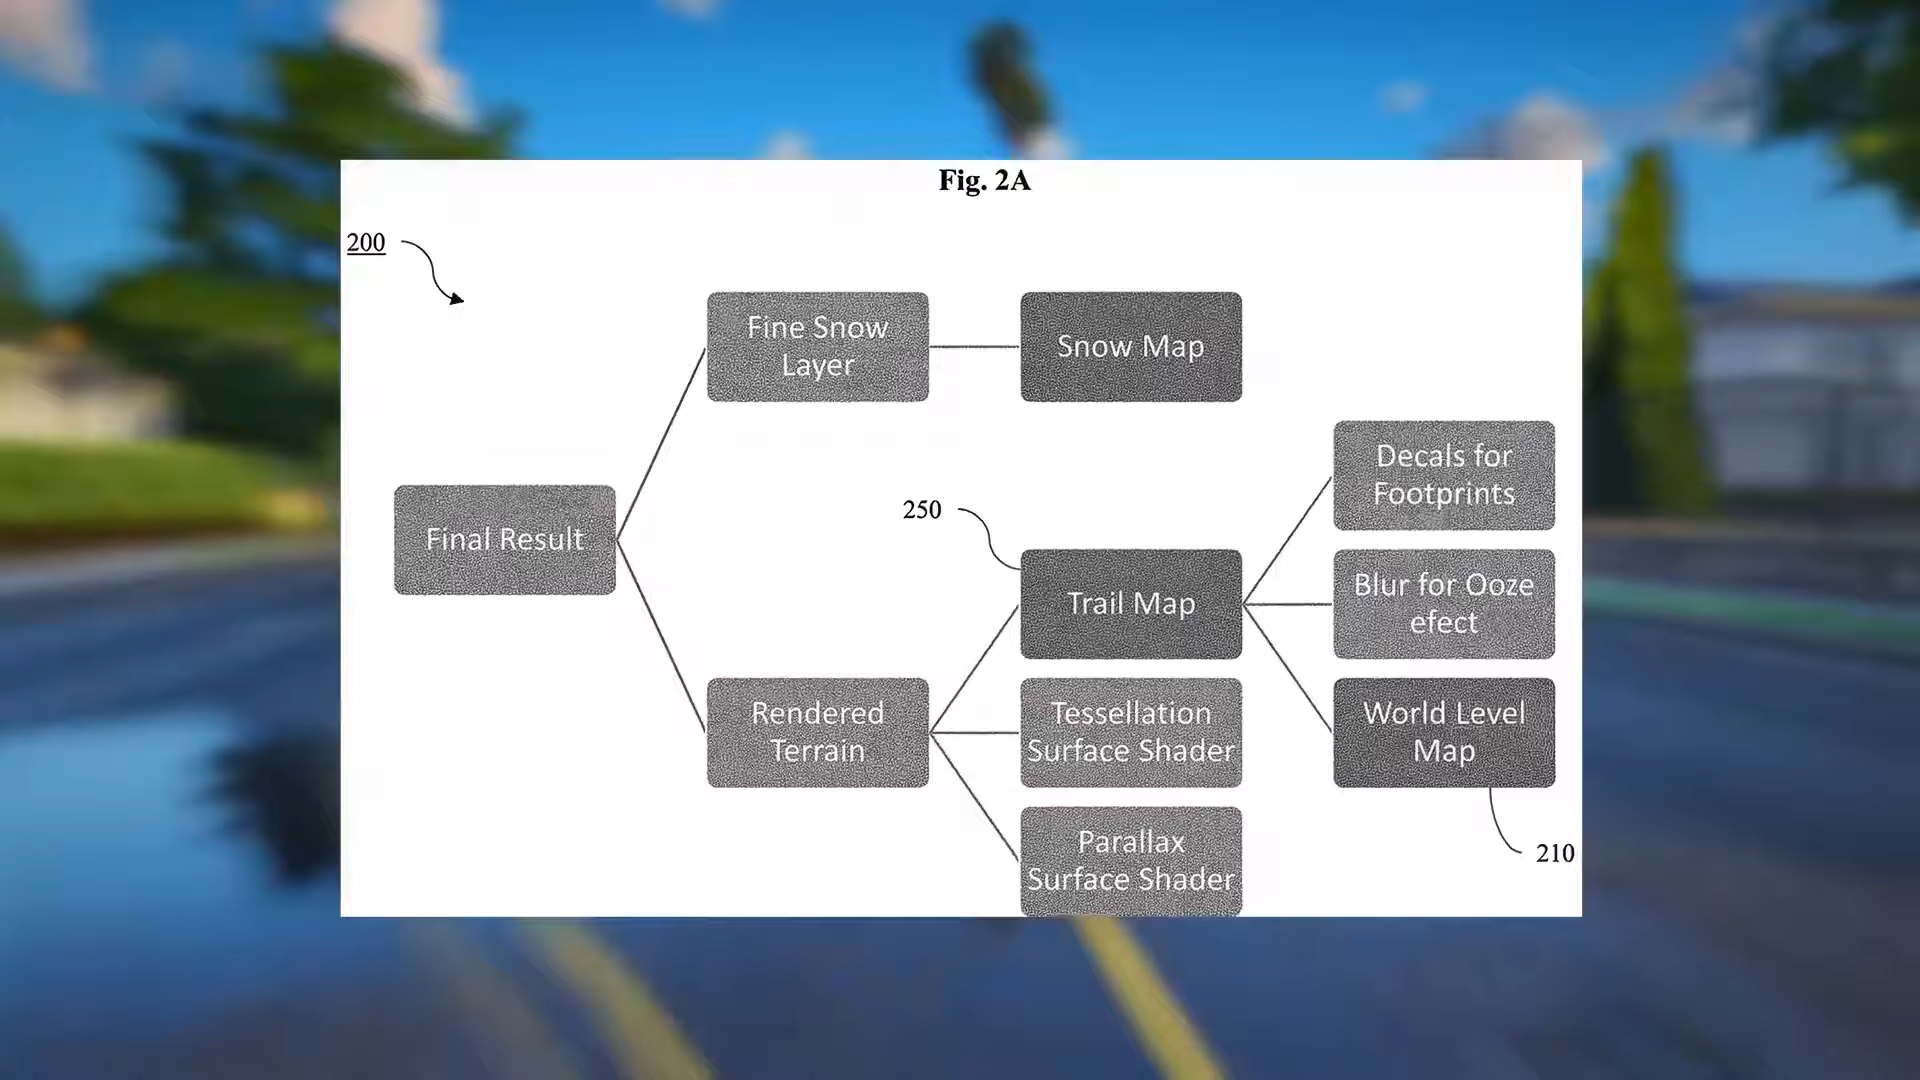 Fig. 2A
200
Fine Snow
Layer
Snow Map
Decals for
Footprints
250
Final Result
Trail Map
Blur for Ooze
efect
Rendered
Terrain
Tessellation
Surface Shader
World Level
Map
Parallax
Surface Shader
210